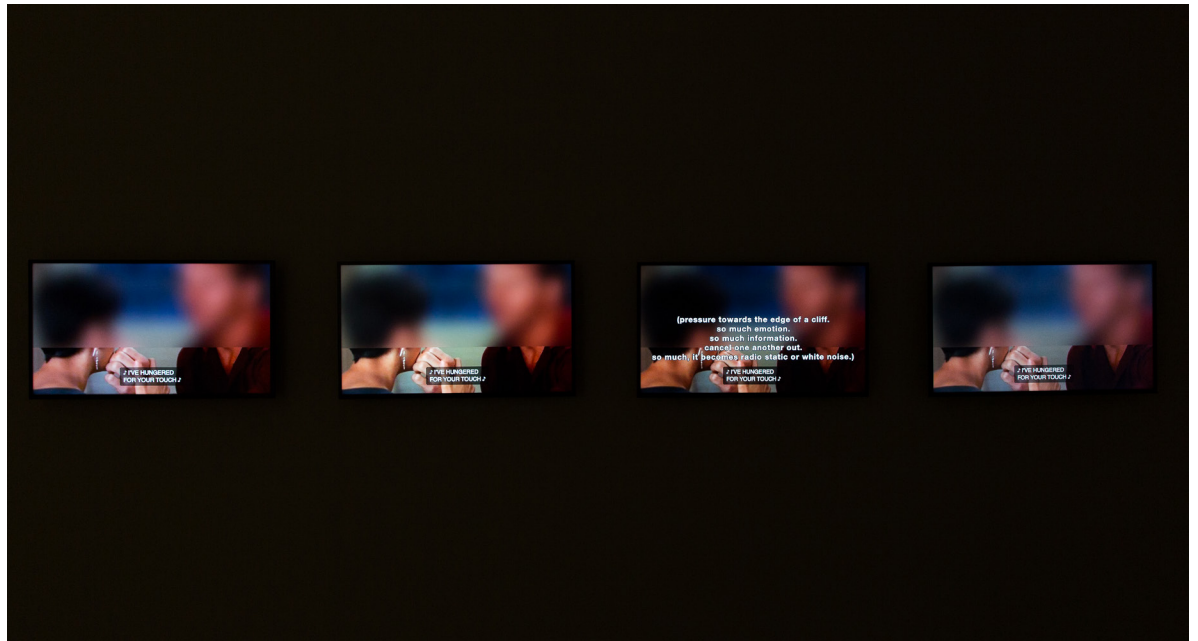 ♪ I'VE HUNGERED
FOR YOUR TOUCH ♪
♪ I'VE HUNGERED
FOR YOUR TOUCH ♪
(pressure towards the edge of a cliff.
so much emotion.
so much information.
cancel one another out.
so much, it becomes radio static or white noise.)
♪ I'VE HUNGERED
FOR YOUR TOUCH ♪
♪ I'VE HUNGERED
FOR YOUR TOUCH ♪